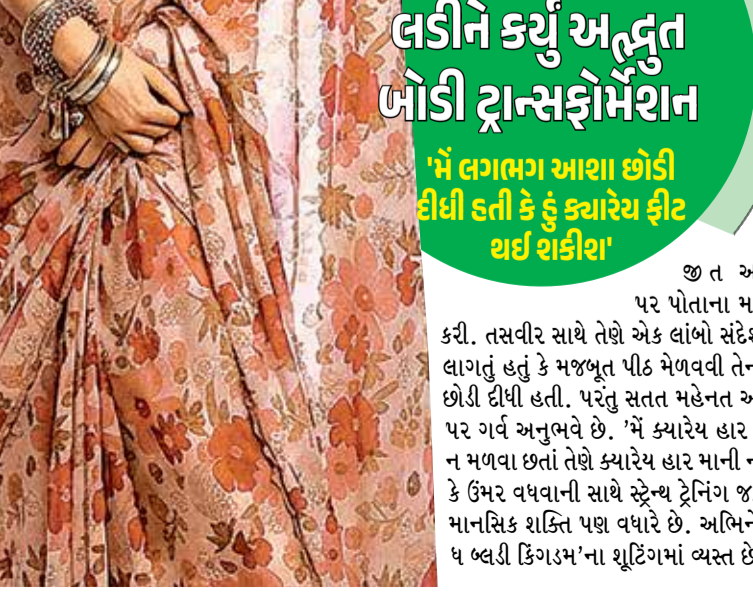 લડીને કર્યું અદ્ભુત
બોડી ટ્રાન્સફોર્મેશન
'મેં લગભગ આશા છોડી
દીધી હતી કે હું ક્યારેય ફીટ
થઈ શકીશ'
જીત
પર પોતાના
કરી. તસવીર સાથે તેણે એક લાંબો
લાગતું હતું કે મજબૂત પીઠ મેળવવી
છોડી દીધી હતી. પરંતુ સતત મહેનત
પર ગર્વ અનુભવે છે. 'મેં ક્યારેય હાર
ન મળવા છતાં તેણે ક્યારેય હાર માની
કે ઉંમર વધવાની સાથે સ્ટ્રેન્થ ટ્રેનિંગ
માનસિક શક્તિ પણ વધારે છે.
ધ બ્લડી કિંગડમ'ના શૂટિંગમાં વ્યસ્ત